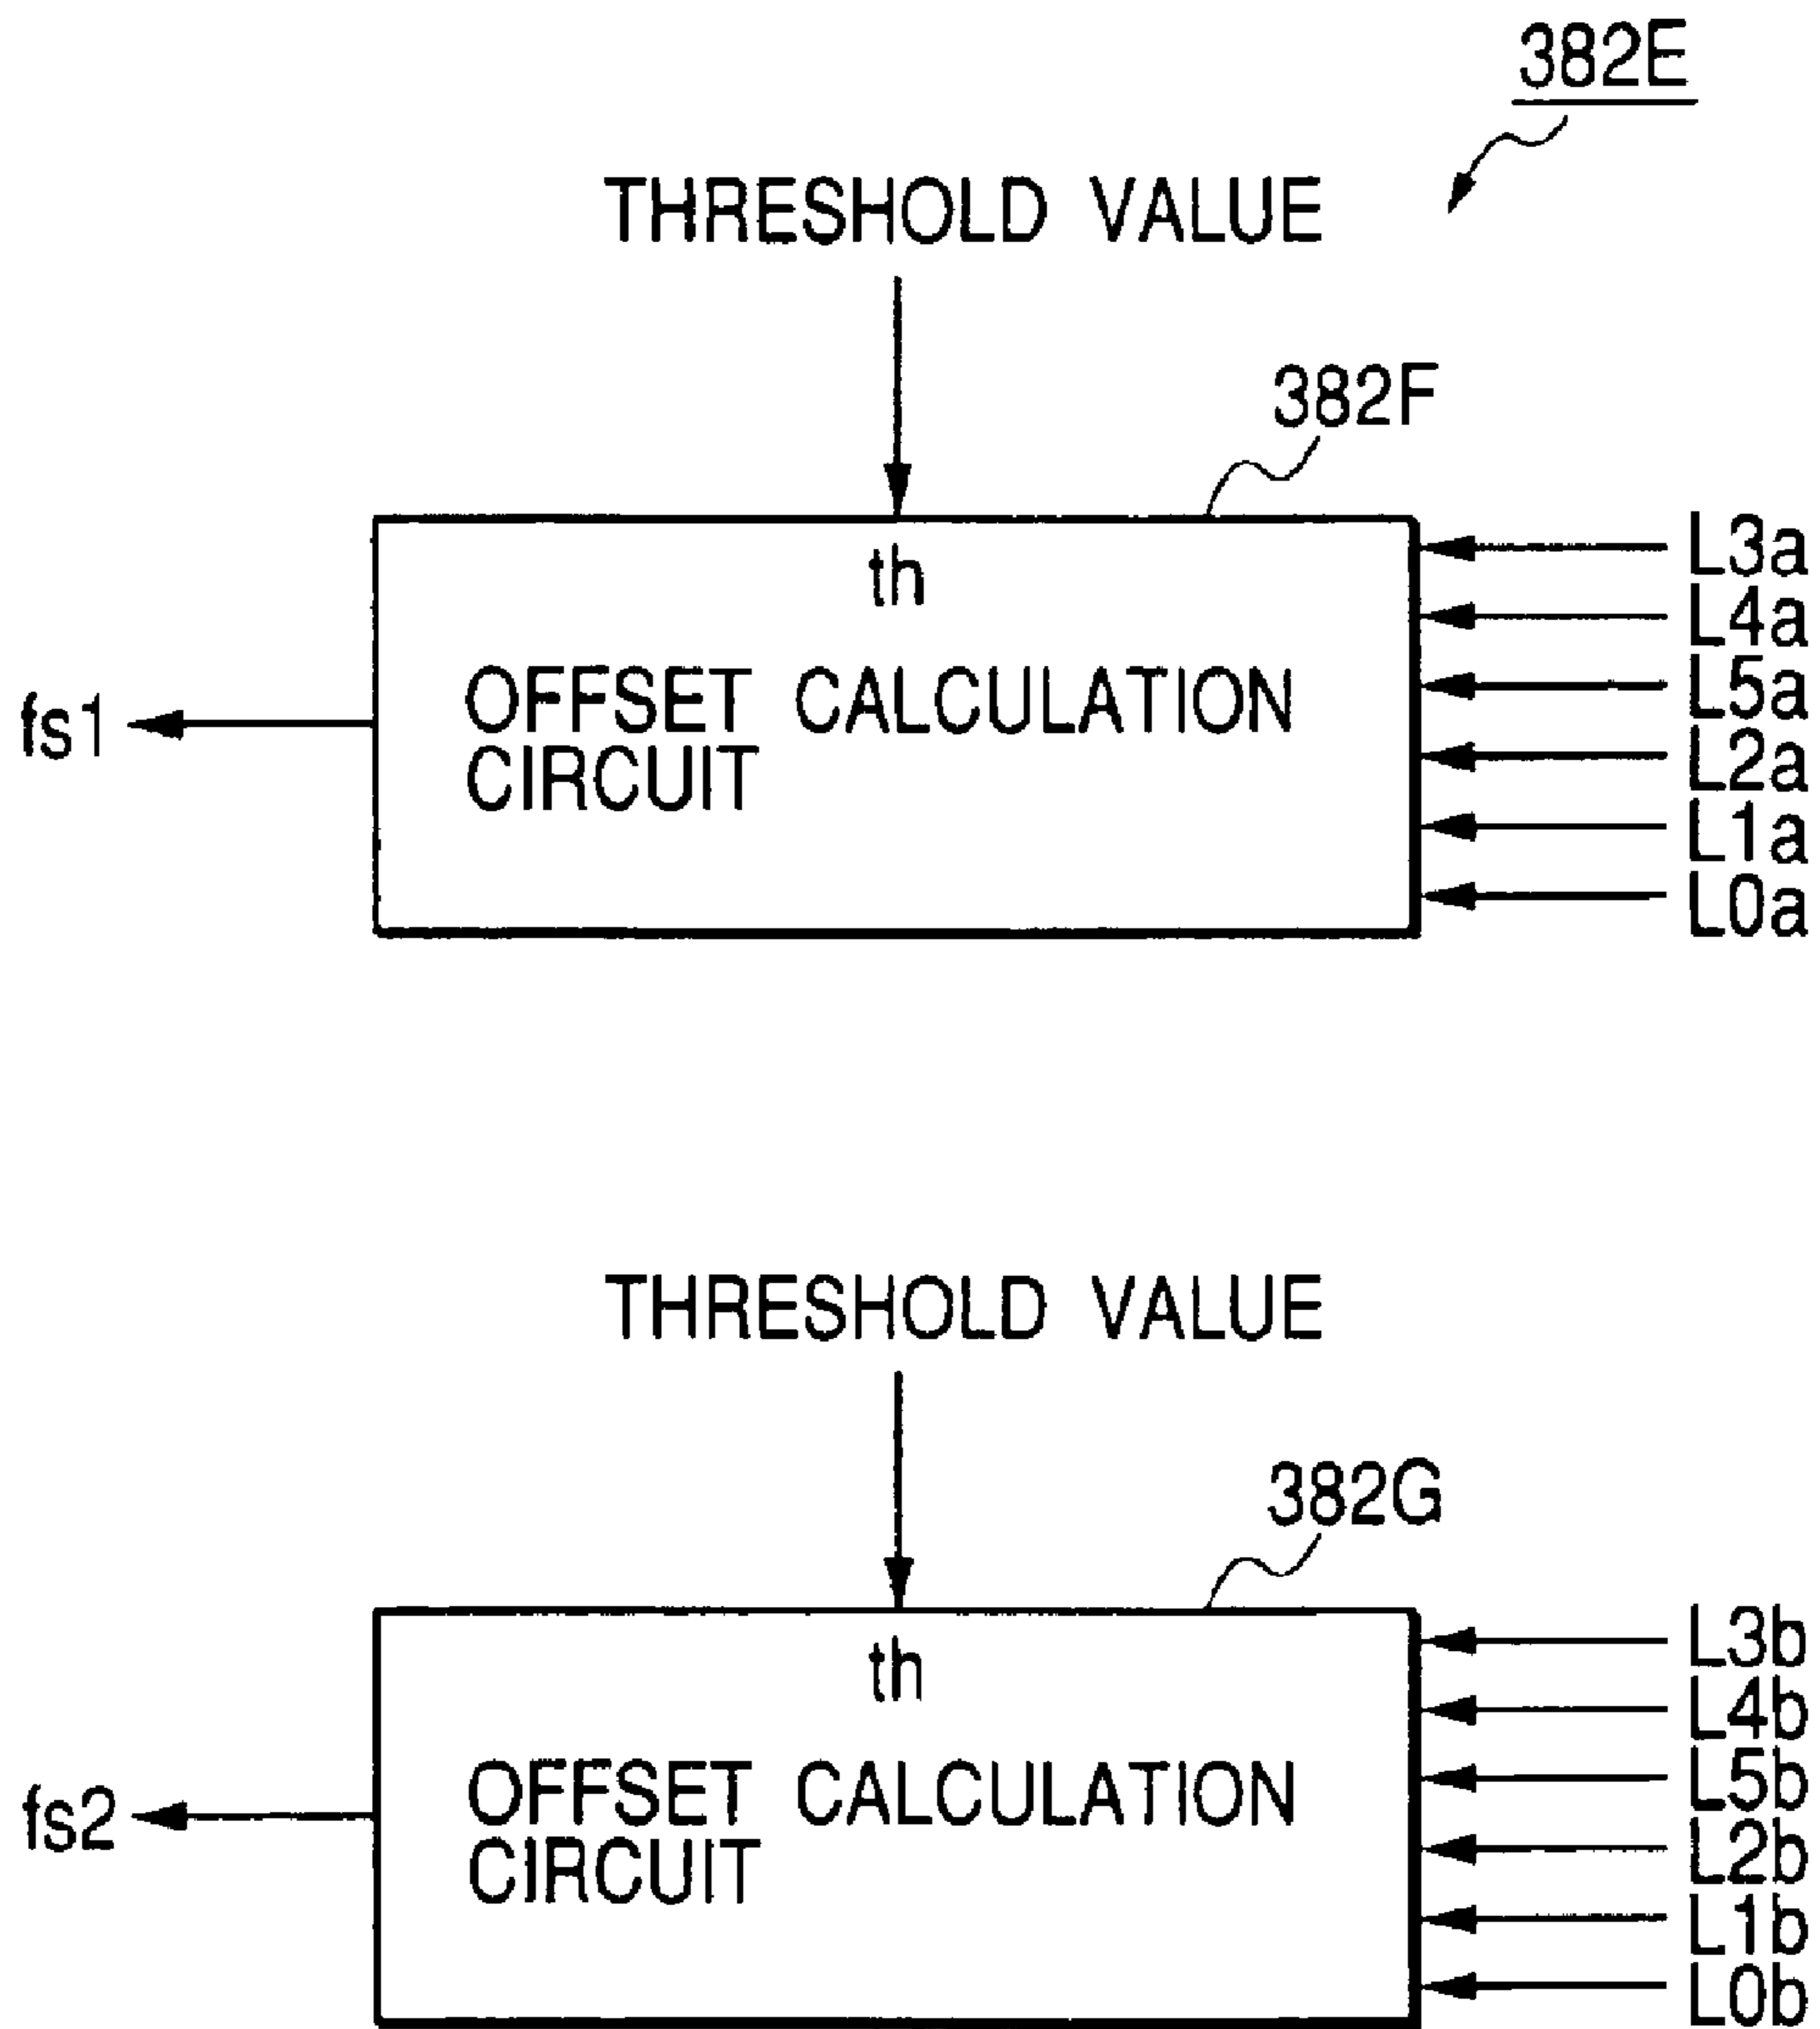 382E
THRESHOLD VALUE
382F
th
OFFSET CALCULATION
CIRCUIT
fs1
L3a
L4a
L5a
L2a
L1a
L0a
THRESHOLD VALUE
382G
th
OFFSET CALCULATION
CIRCUIT
fs2
L3b
L4b
L5b
L2b
L1b
L0b